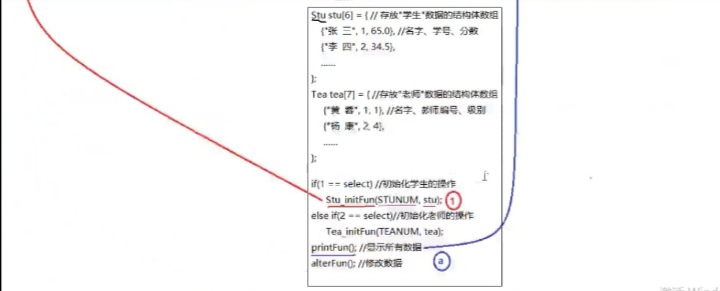 Stu stu[6] = { // 存放"学生"数据的结构体数组
{"张 三", 1, 65.0}, //名字、学号、分数
{"李 四", 2, 34.5},
......
};
Tea tea[7] = { //存放"老师"数据的结构体数组
{"黄 蓉", 1, 1}, //名字、教师编号、级别
{"杨 康", 2, 4},
......
};
if(1 == select) //初始化学生的操作
Stu_initFun(STUNUM, stu); 1
else if(2 == select)//初始化老师的操作
Tea_initFun(TEANUM, tea);
printFun(); //显示所有数据
alterFun(); //修改数据 a